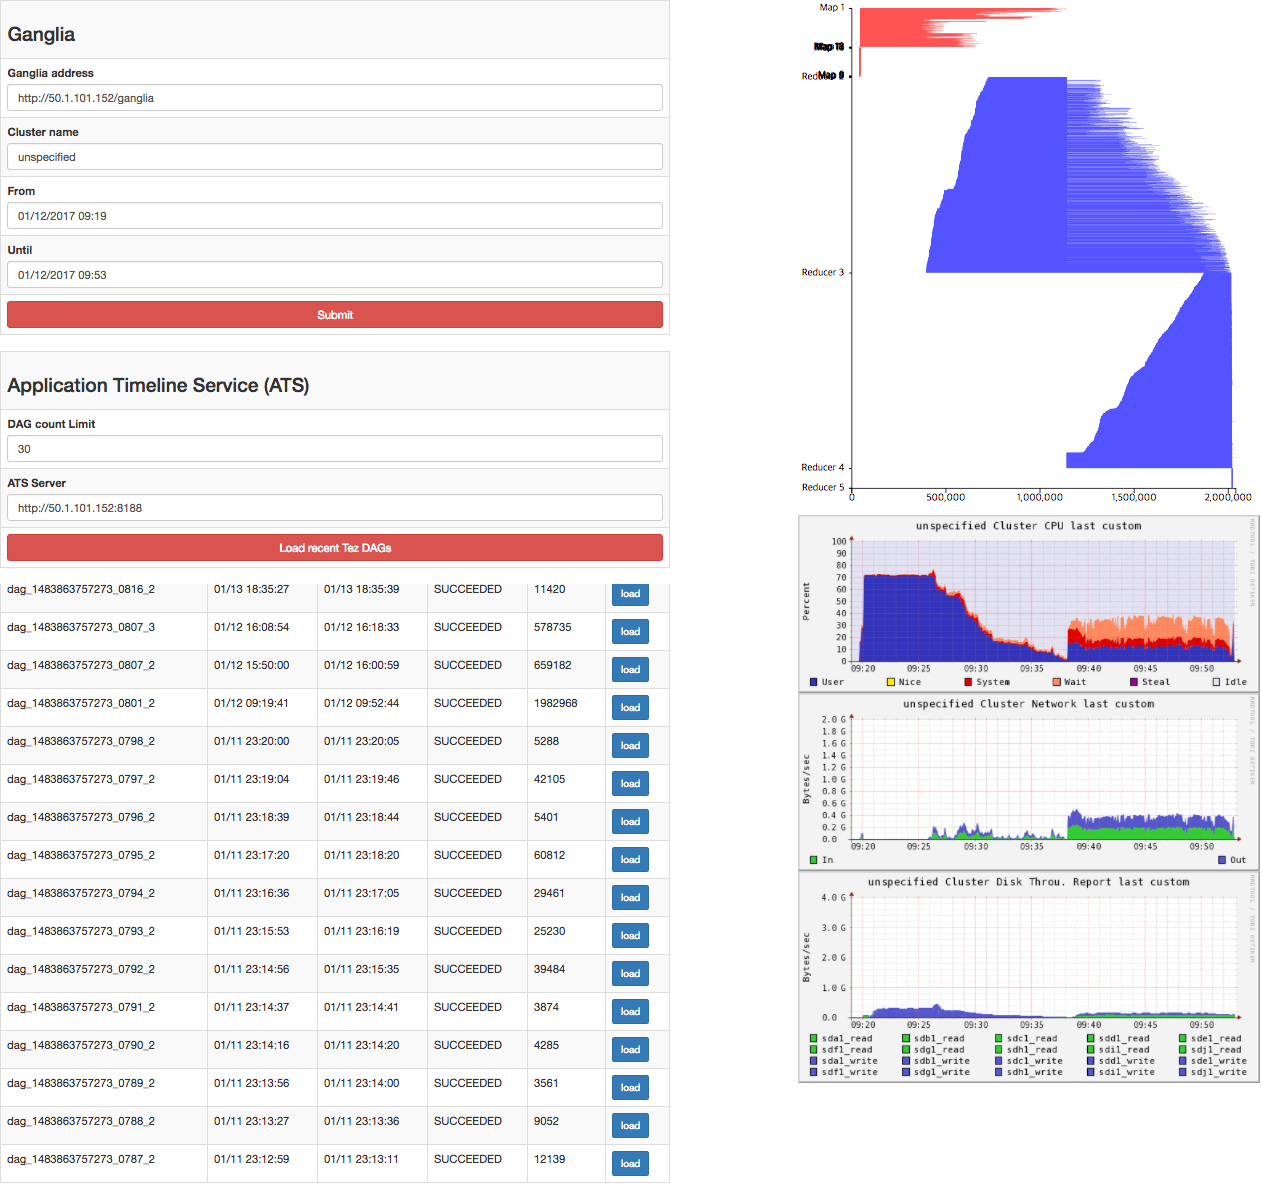 Ganglia
Ganglia address
http://50.1.101.152/ganglia
Cluster name
unspecified
From
01/12/2017 09:19
Until
01/12/2017 09:53
Submit
Application Timeline Service (ATS)
DAG count Limit
30
ATS Server
http://50.1.101.152:8188
Load recent Tez DAGs
dag_1483863757273_0816_2 01/13 18:35:27 01/13 18:35:39 SUCCEEDED 11420 load
dag_1483863757273_0807_3 01/12 16:08:54 01/12 16:18:33 SUCCEEDED 578735 load
dag_1483863757273_0807_2 01/12 15:50:00 01/12 16:00:59 SUCCEEDED 659182 load
dag_1483863757273_0801_2 01/12 09:19:41 01/12 09:52:44 SUCCEEDED 1982968 load
dag_1483863757273_0798_2 01/11 23:20:00 01/11 23:20:05 SUCCEEDED 5288 load
dag_1483863757273_0797_2 01/11 23:19:04 01/11 23:19:46 SUCCEEDED 42105 load
dag_1483863757273_0796_2 01/11 23:18:39 01/11 23:18:44 SUCCEEDED 5401 load
dag_1483863757273_0795_2 01/11 23:17:20 01/11 23:18:20 SUCCEEDED 60812 load
dag_1483863757273_0794_2 01/11 23:16:36 01/11 23:17:05 SUCCEEDED 29461 load
dag_1483863757273_0793_2 01/11 23:15:53 01/11 23:16:19 SUCCEEDED 25230 load
dag_1483863757273_0792_2 01/11 23:14:56 01/11 23:15:35 SUCCEEDED 39484 load
dag_1483863757273_0791_2 01/11 23:14:37 01/11 23:14:41 SUCCEEDED 3874 load
dag_1483863757273_0790_2 01/11 23:14:16 01/11 23:14:20 SUCCEEDED 4285 load
dag_1483863757273_0789_2 01/11 23:13:56 01/11 23:14:00 SUCCEEDED 3561 load
dag_1483863757273_0788_2 01/11 23:13:27 01/11 23:13:36 SUCCEEDED 9052 load
dag_1483863757273_0787_2 01/11 23:12:59 01/11 23:13:11 SUCCEEDED 12139 load
Map 1
Reducer 3
Reducer 4
Reducer 5
0 500,000 1,000,000 1,500,000 2,000,000
unspecified Cluster CPU last custom
Percent
100
90
80
70
60
50
40
30
20
10
0
09:20 09:25 09:30 09:35 09:40 09:45 09:50
User Nice System Wait Steal Idle
RRDTOOL / TOBI OETIKER
unspecified Cluster Network last custom
Bytes/sec
2.0 G
1.8 G
1.6 G
1.4 G
1.2 G
1.0 G
0.8 G
0.6 G
0.4 G
0.2 G
0.0
09:20 09:25 09:30 09:35 09:40 09:45 09:50
In Out
RRDTOOL / TOBI OETIKER
unspecified Cluster Disk Throu. Report last custom
Bytes/sec
4.0 G
3.0 G
2.0 G
1.0 G
0.0
09:20 09:25 09:30 09:35 09:40 09:45 09:50
sda1_read sdb1_read sdc1_read sdd1_read sde1_read
sdf1_read sdg1_read sdh1_read sdi1_read sdj1_read
sda1_write sdb1_write sdc1_write sdd1_write sde1_write
sdf1_write sdg1_write sdh1_write sdi1_write sdj1_write
RRDTOOL / TOBI OETIKER